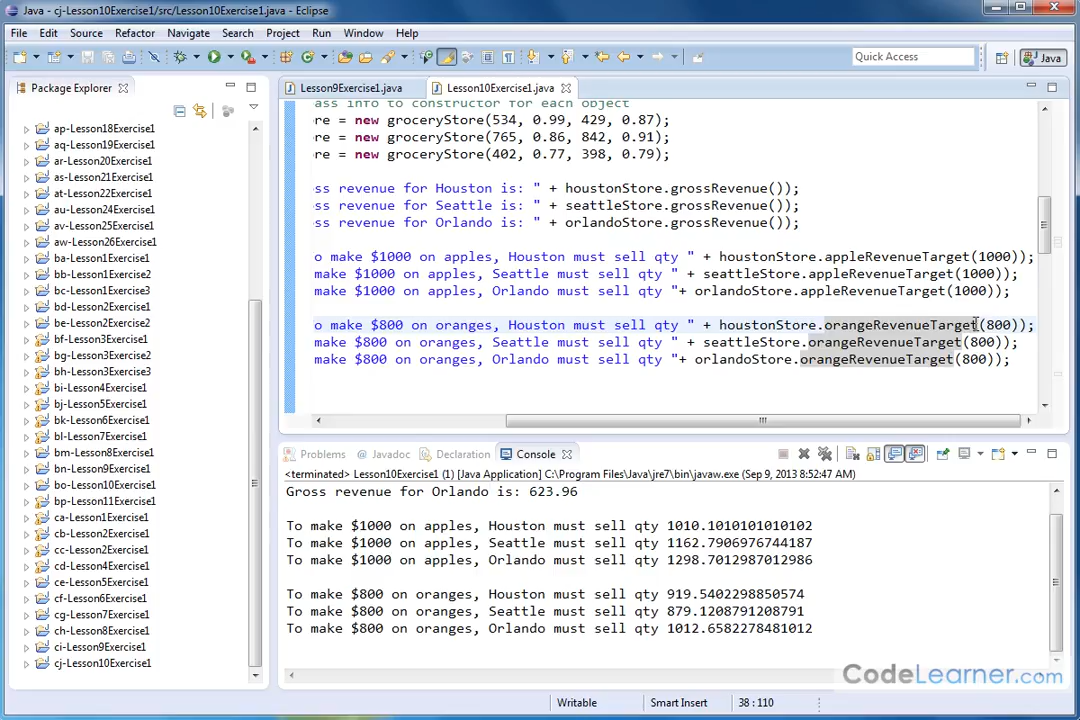 Java - cj-Lesson10Exercise1/src/Lesson10Exercise1.java - Eclipse
File Edit Source Refactor Navigate Search Project Run Window Help
Quick Access
Java
Package Explorer
Lesson9Exercise1.java
Lesson10Exercise1.java
ap-Lesson18Exercise1
aq-Lesson19Exercise1
ar-Lesson20Exercise1
as-Lesson21Exercise1
at-Lesson22Exercise1
au-Lesson24Exercise1
av-Lesson25Exercise1
aw-Lesson26Exercise1
ba-Lesson1Exercise1
bb-Lesson1Exercise2
bc-Lesson1Exercise3
bd-Lesson2Exercise1
be-Lesson2Exercise2
bf-Lesson3Exercise1
bg-Lesson3Exercise2
bh-Lesson3Exercise3
bi-Lesson4Exercise1
bj-Lesson5Exercise1
bk-Lesson6Exercise1
bl-Lesson7Exercise1
bm-Lesson8Exercise1
bn-Lesson9Exercise1
bo-Lesson10Exercise1
bp-Lesson11Exercise1
ca-Lesson1Exercise1
cb-Lesson2Exercise1
cc-Lesson2Exercise2
cd-Lesson4Exercise1
ce-Lesson5Exercise1
cf-Lesson6Exercise1
cg-Lesson7Exercise1
ch-Lesson8Exercise1
ci-Lesson9Exercise1
cj-Lesson10Exercise1
ass info to constructor for each object
re = new groceryStore(534, 0.99, 429, 0.87);
re = new groceryStore(765, 0.86, 842, 0.91);
re = new groceryStore(402, 0.77, 398, 0.79);
ss revenue for Houston is: " + houstonStore.grossRevenue());
ss revenue for Seattle is: " + seattleStore.grossRevenue());
ss revenue for Orlando is: " + orlandoStore.grossRevenue());
o make $1000 on apples, Houston must sell qty " + houstonStore.appleRevenueTarget(1000));
make $1000 on apples, Seattle must sell qty " + seattleStore.appleRevenueTarget(1000));
make $1000 on apples, Orlando must sell qty "+ orlandoStore.appleRevenueTarget(1000));
o make $800 on oranges, Houston must sell qty " + houstonStore.orangeRevenueTarget(800));
make $800 on oranges, Seattle must sell qty " + seattleStore.orangeRevenueTarget(800));
make $800 on oranges, Orlando must sell qty "+ orlandoStore.orangeRevenueTarget(800));
Problems @ Javadoc Declaration Console
<terminated> Lesson10Exercise1 (1) [Java Application] C:\Program Files\Java\jre7\bin\javaw.exe (Sep 9, 2013 8:52:47 AM)
Gross revenue for Orlando is: 623.96
To make $1000 on apples, Houston must sell qty 1010.1010101010102
To make $1000 on apples, Seattle must sell qty 1162.7906976744187
To make $1000 on apples, Orlando must sell qty 1298.7012987012986
To make $800 on oranges, Houston must sell qty 919.5402298850574
To make $800 on oranges, Seattle must sell qty 879.1208791208791
To make $800 on oranges, Orlando must sell qty 1012.6582278481012
CodeLearner.com
Writable
Smart Insert
38 : 110